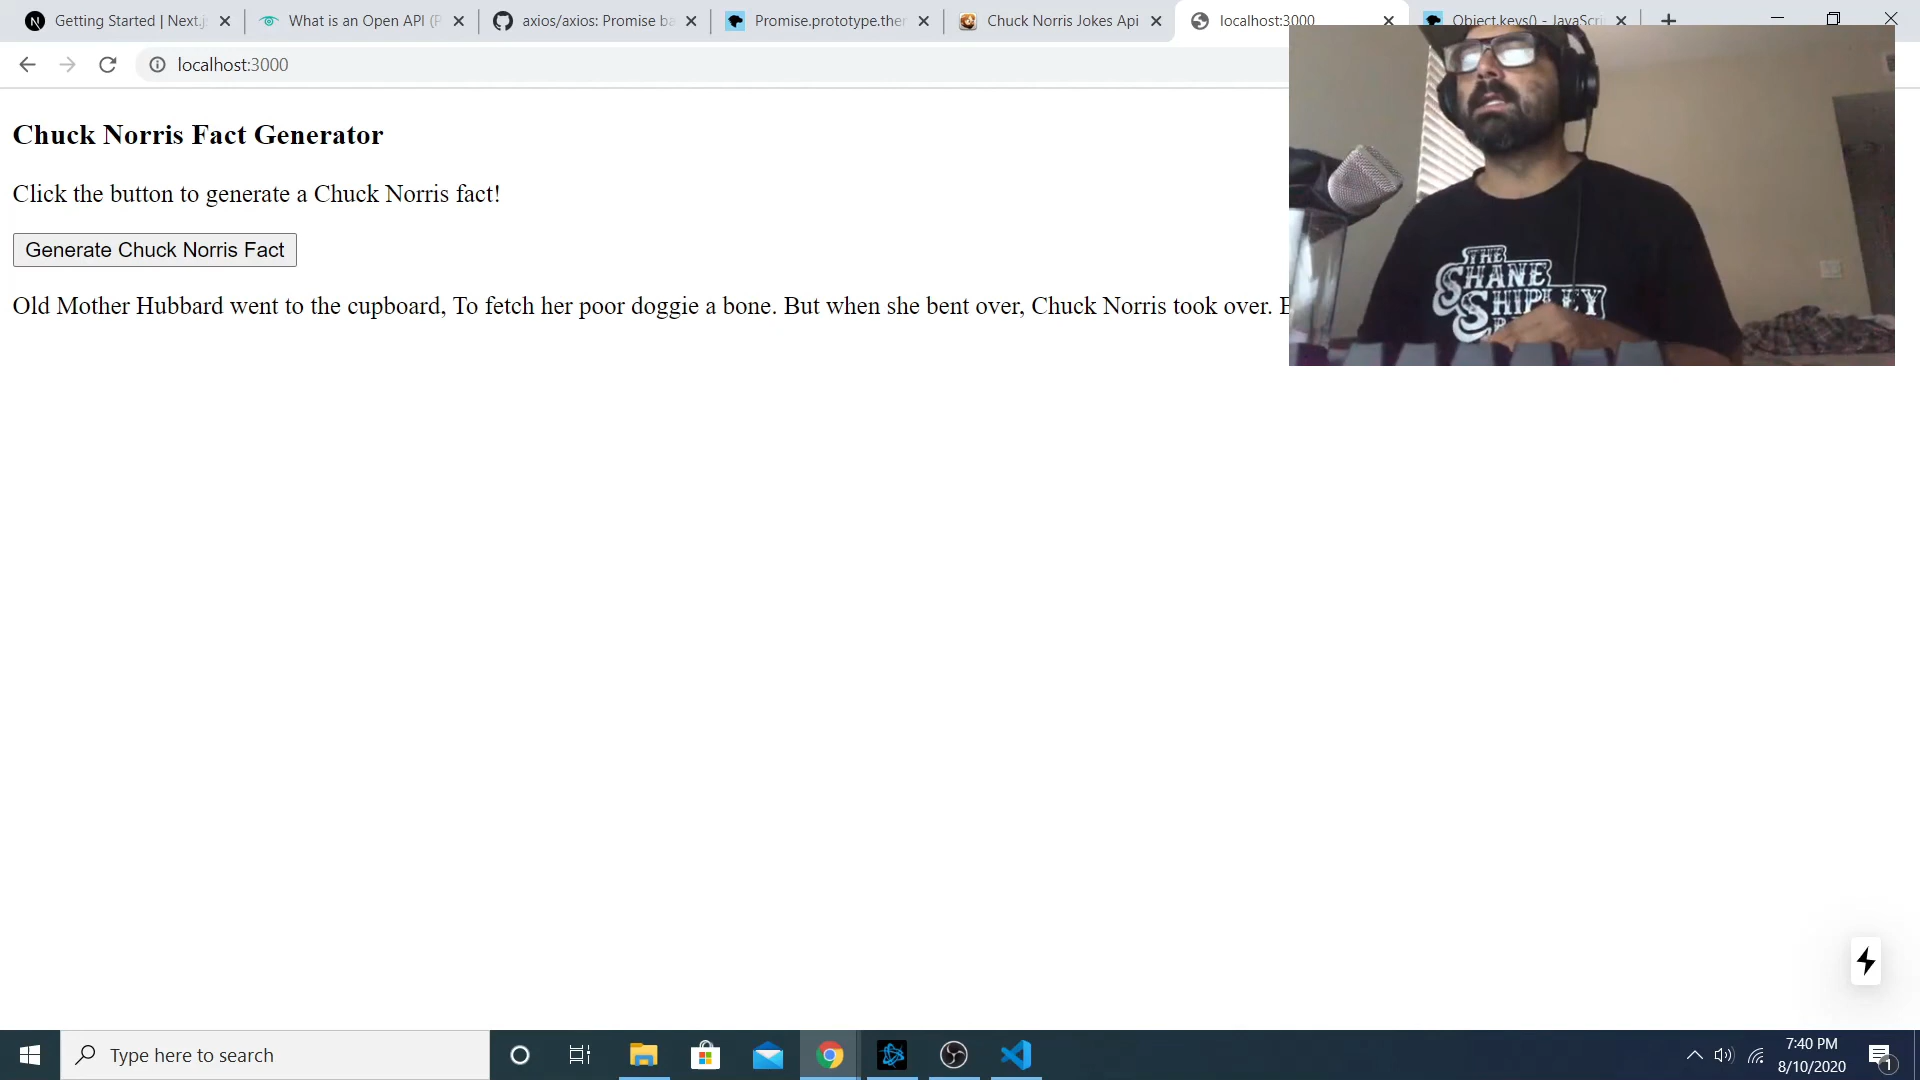 Getting Started | Next.j
What is an Open API (P
axios/axios: Promise ba
Promise.prototype.ther
Chuck Norris Jokes Api
localhost:3000
Object.keys() - JavaScri
localhost:3000
Chuck Norris Fact Generator
Click the button to generate a Chuck Norris fact!
Generate Chuck Norris Fact
Old Mother Hubbard went to the cupboard, To fetch her poor doggie a bone. But when she bent over, Chuck Norris took over. E
THE
SHANE
SHIPLEY
Type here to search
7:40 PM
8/10/2020
1